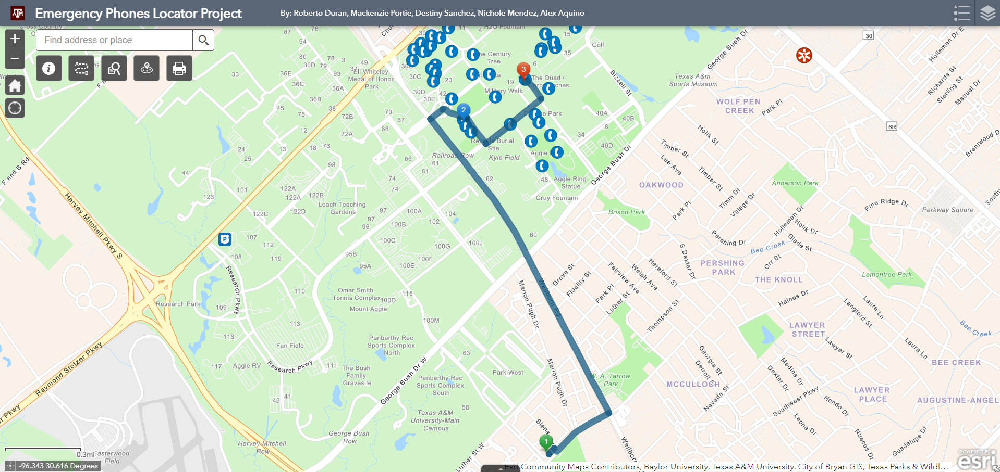 Emergency Phones Locator Project
By: Roberto Duran, Mackenzie Portie, Destiny Sanchez, Nichole Mendez, Alex Aquino
Find address or place
Cross Country
H2O Fountain
87
94
76
80
79
11
15
30
36
36D
78
36B
73
36C
33
37
49
Eli Whiteley
Medal of Honor
Park
30C
30D
30E
36A
36B
20
42
19
6
35
Golf
Century
Tree
The Quad /
Military Walk
Bizzell St
George Bush Dr
Texas A&m
Sports Museum
30
Holleman Dr E
Richards St
Sterling St
Manuel Dr
WOLF PEN
CREEK
Park Pl
6R
Brentwood
45
55
38
12
68
70
67
68
72A
73
40A
40B
8
34
40D
Park
Burial
Stie
Railroad Row
Kyle Field
Aggie
Holik St
Timber St
Lee Ave
Timber St
F and B Rd
24
25
13
18
98
66
61
61
62
48
Aggie Ring
Statue
Gruy Fountain
George Bush Dr
OAKWOOD
Anderson Park
44
123
122A
122A
122B
122C
122D
74
74
Leach Teaching
Gardens
97
97
96
100A
100B
100C
102
104
100G
100J
100F
100E
60
Brison Park
Park Pl
Timm Dr
Village Dr
Pine Ridge Dr
Parkway Square
Harvey Mitchell Pkwy S
P
107
108
112
119
95B
95A
Holleman Dr
Holik Dr
Glade St
Pershing Dr
Bee Creek
S Dexter Dr
Orr St
PERSHING
PARK
THE KNOLL
Lemontree Park
Research Pkwy
Research Park
109
110
113
118
Omar Smith
Tennis Complex
100D
115
Mount Aggie
100M
Marion Pugh Dr
Wellborn Rd
Grove St
Fidelity St
Fairview Ave
Welsh Ave
Hereford St
Park Pl
Luther St
Thompson St
Haines Dr
Langford St
Laura Ln
LAWYER
STREET
Bee Creek
Fan Field
Penberthy Rec
Sports Complex
North
63
117
Aggie RV
Research Pkwy
111
The Bush
Family
Gravesite
George Bush Dr W
Penberthy Rec
Sports Complex
South
Park West
Marion Pugh Dr
W. A. Tarrow
Park
Georgia St
Detroit St
Nevada St
MCCULLOCH
Lawyer St
Laura Ln
BEE CREEK
Medina Dr
Dexter Dr
Southwest Pkwy
Hondo Dr
LAWYER
PLACE
AUGUSTINE-ANGEL
Raymond Stotzer Pkwy
r Pkwy
43
41
58
Texas A&M
University-Main
Campus
George Bush
Row
Harvey Mitchell
Row
Luther St W
Siena
Wellbor
Leona Dr
Nueces Dr
Guadalupe Dr
1
2
3
0.3mi
Easterwood
Field
-96.343 30.616 Degrees
Esri Community Maps Contributors, Baylor University, Texas A&M University, City of Bryan GIS, Texas Parks & Wildl...
POWERED BY
esri